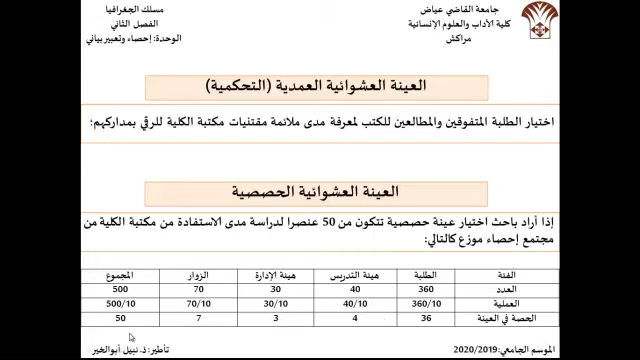 جامعة القاضي عياض
كلية الآداب والعلوم الإنسانية
مراكش
مسلك الجغرافيا
الفصل الثاني
الوحدة: إحصاء وتعبير بياني
العينة العشوائية العمدية (التحكمية)
اختيار الطلبة المتفوقين والمطالعين للكتب لمعرفة مدى ملائمة مقتنيات مكتبة الكلية للرقي بمداركهم؛
العينة العشوائية الحصصية
إذا أراد باحث اختيار عينة حصصية تتكون من 50 عنصرا لدراسة مدى الاستفادة من مكتبة الكلية من
مجتمع إحصاء موزع كالتالي:
الفئة الطلبة هيئة التدريس هيئة الإدارة الزوار المجموع
العدد 360 40 30 70 500
العملية 360/10 40/10 30/10 70/10 500/10
الحصة في العينة 36 4 3 7 50
الموسم الجامعي: 2020/2019
تأطير: ذ. نبيل أبوالخير